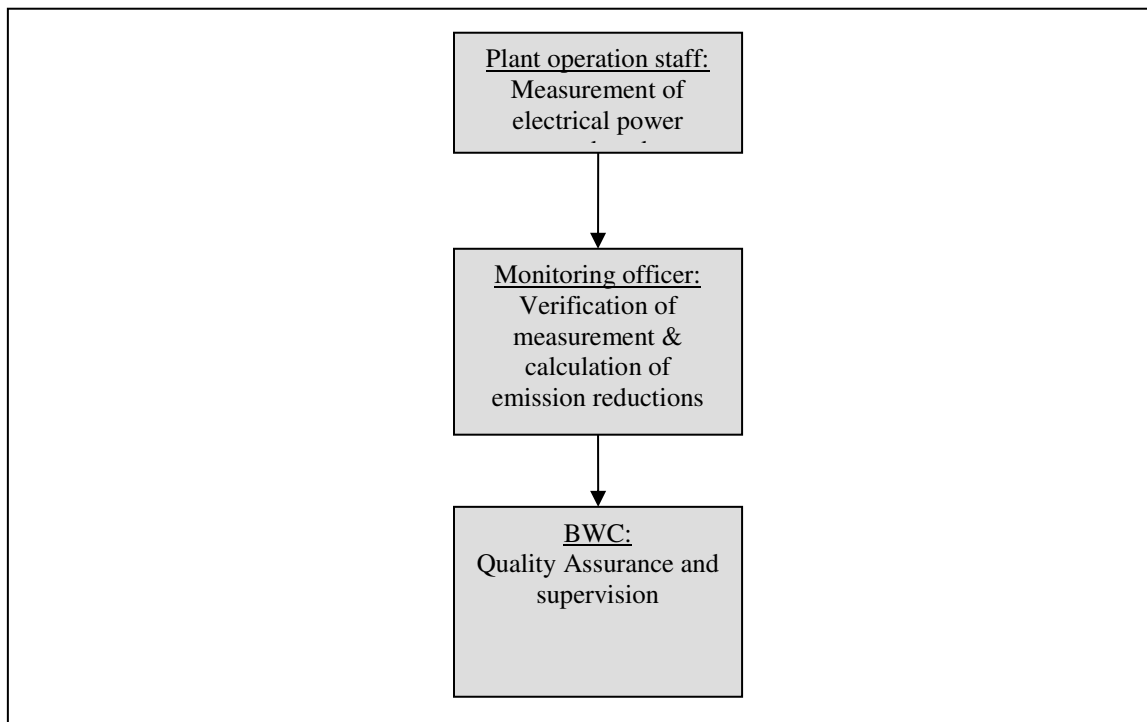 Plant operation staff:
Measurement of
electrical power
Monitoring officer:
Verification of
measurement &
calculation of
emission reductions
BWC:
Quality Assurance and
supervision